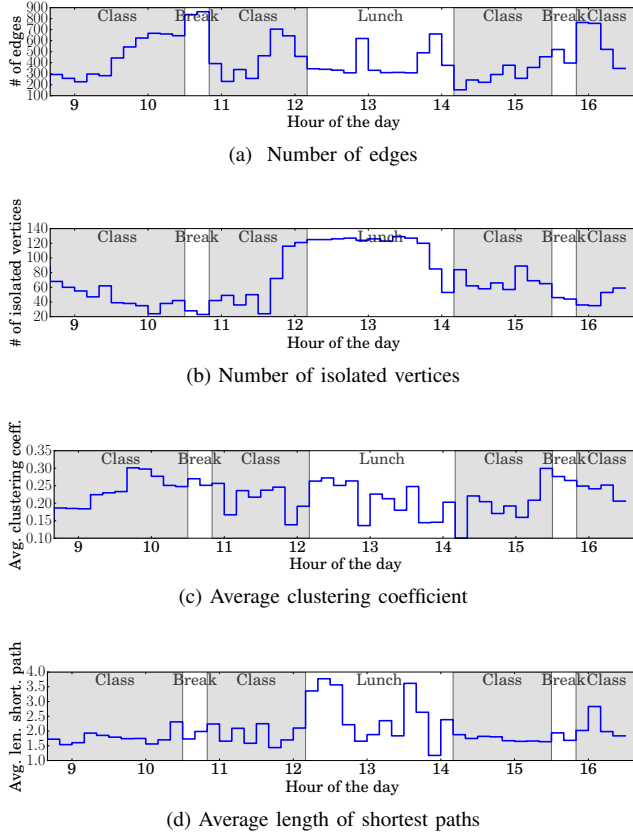 Class Break Class Lunch Class Break Class
# of edges
900
800
700
600
500
400
300
200
100
9 10 11 12 13 14 15 16
Hour of the day
(a) Number of edges
Class Break Class Lunch Class Break Class
# of isolated vertices
140
120
100
80
60
40
20
9 10 11 12 13 14 15 16
Hour of the day
(b) Number of isolated vertices
Class Break Class Lunch Class Break Class
Avg. clustering coeff.
0.35
0.30
0.25
0.20
0.15
0.10
9 10 11 12 13 14 15 16
Hour of the day
(c) Average clustering coefficient
Class Break Class Lunch Class Break Class
Avg. len. short. path
4.0
3.5
3.0
2.5
2.0
1.5
1.0
9 10 11 12 13 14 15 16
Hour of the day
(d) Average length of shortest paths